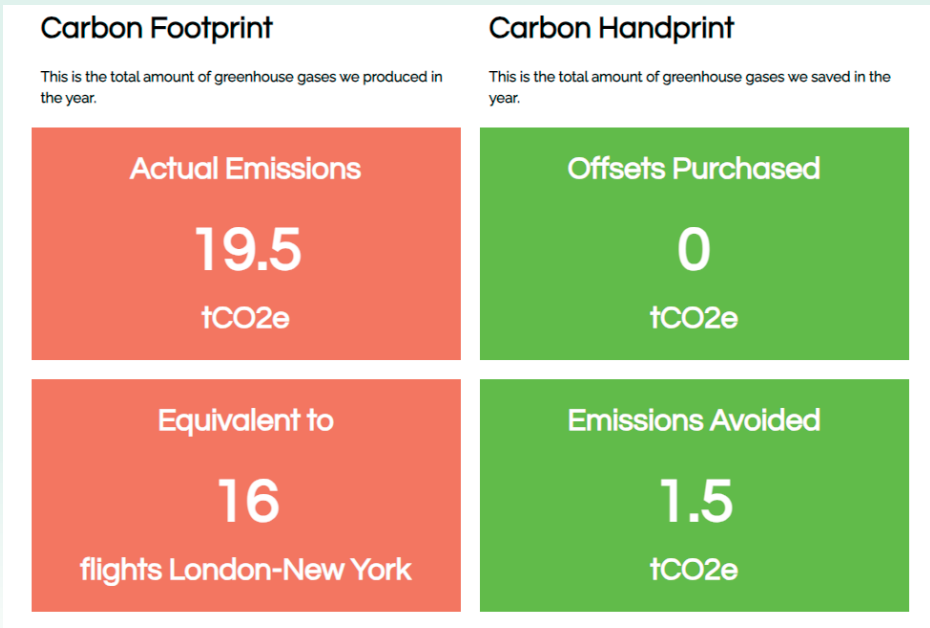 Carbon Footprint
This is the total amount of greenhouse gases we produced in
the year.
Actual Emissions
19.5
tCO2e
Equivalent to
16
flights London-New York
Carbon Handprint
This is the total amount of greenhouse gases we saved in the
year.
Offsets Purchased
0
tCO2e
Emissions Avoided
1.5
tCO2e